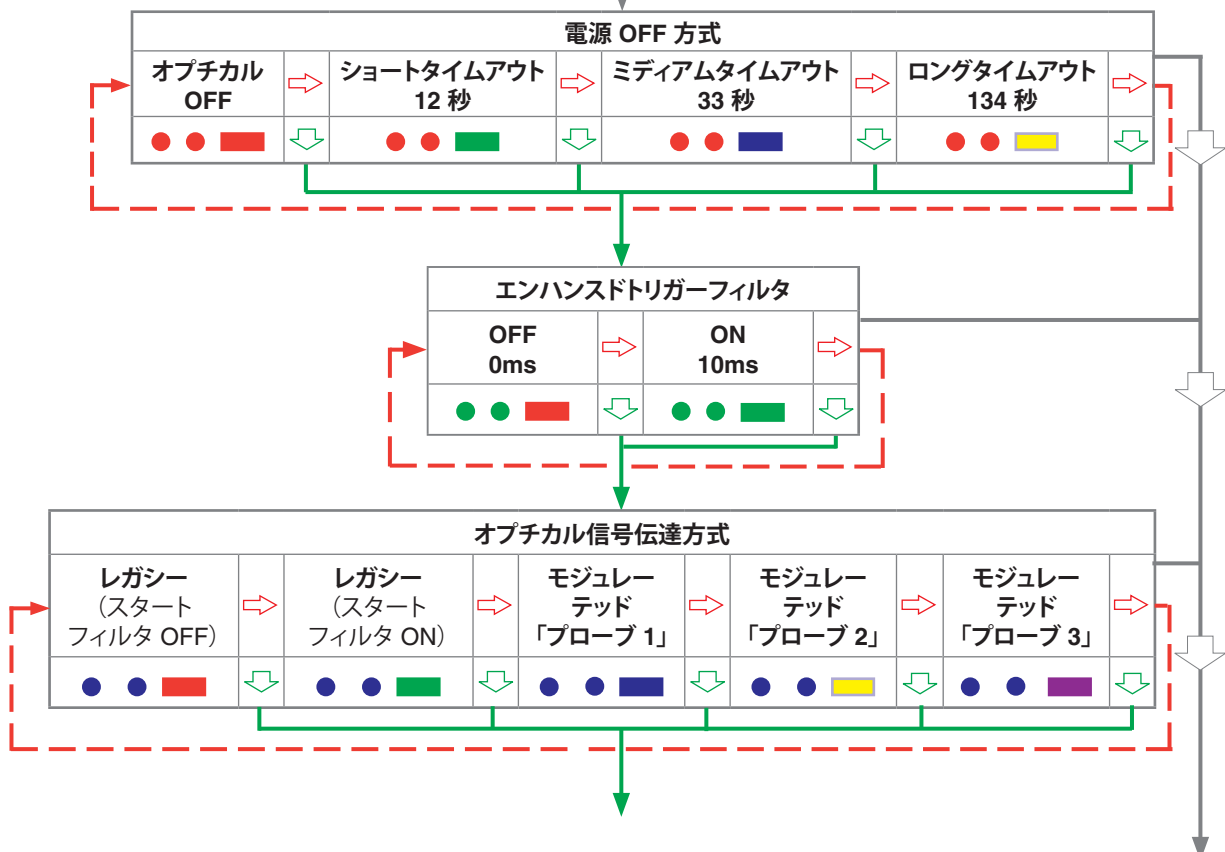 電源 OFF 方式
オプチカル
OFF
ショートタイムアウト
12 秒
ミディアムタイムアウト
33 秒
ロングタイムアウト
134 秒
エンハンスドトリガーフィルタ
OFF
0ms
ON
10ms
オプチカル信号伝達方式
レガシー
（スタート
フィルタ OFF）
レガシー
（スタート
フィルタ ON）
モジュレー
テッド
「プローブ 1」
モジュレー
テッド
「プローブ 2」
モジュレー
テッド
「プローブ 3」